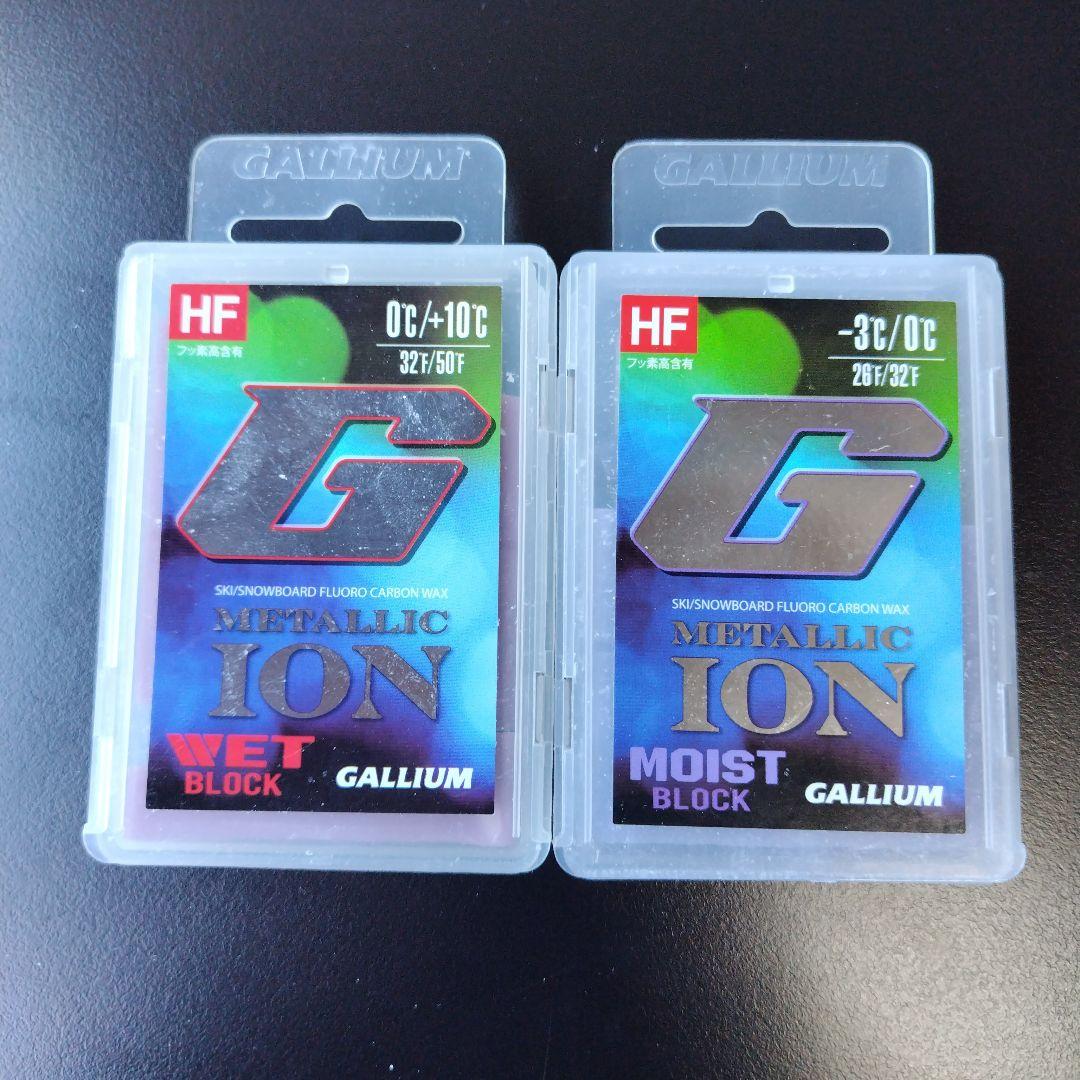 GALLIUM
HF
フッ素高含有
0℃/+10℃
32°F/50°F
G
SKI/SNOWBOARD FLUORO CARBON WAX
METALLIC
ION
WET
BLOCK
GALLIUM
GALLIUM
HF
フッ素高含有
-3℃/0℃
26°F/32°F
G
SKI/SNOWBOARD FLUORO CARBON WAX
METALLIC
ION
MOIST
BLOCK
GALLIUM